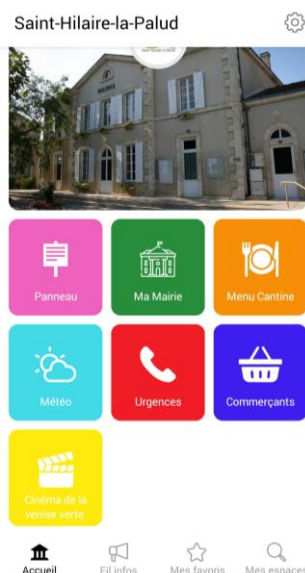 Saint-Hilaire-la-Palud
MAIRIE
Panneau
Ma Mairie
Menu Cantine
Météo
Urgences
Commerçants
Cinéma de la
venise verte
Accueil
Fil infos
Mes favoris
Mes espaces